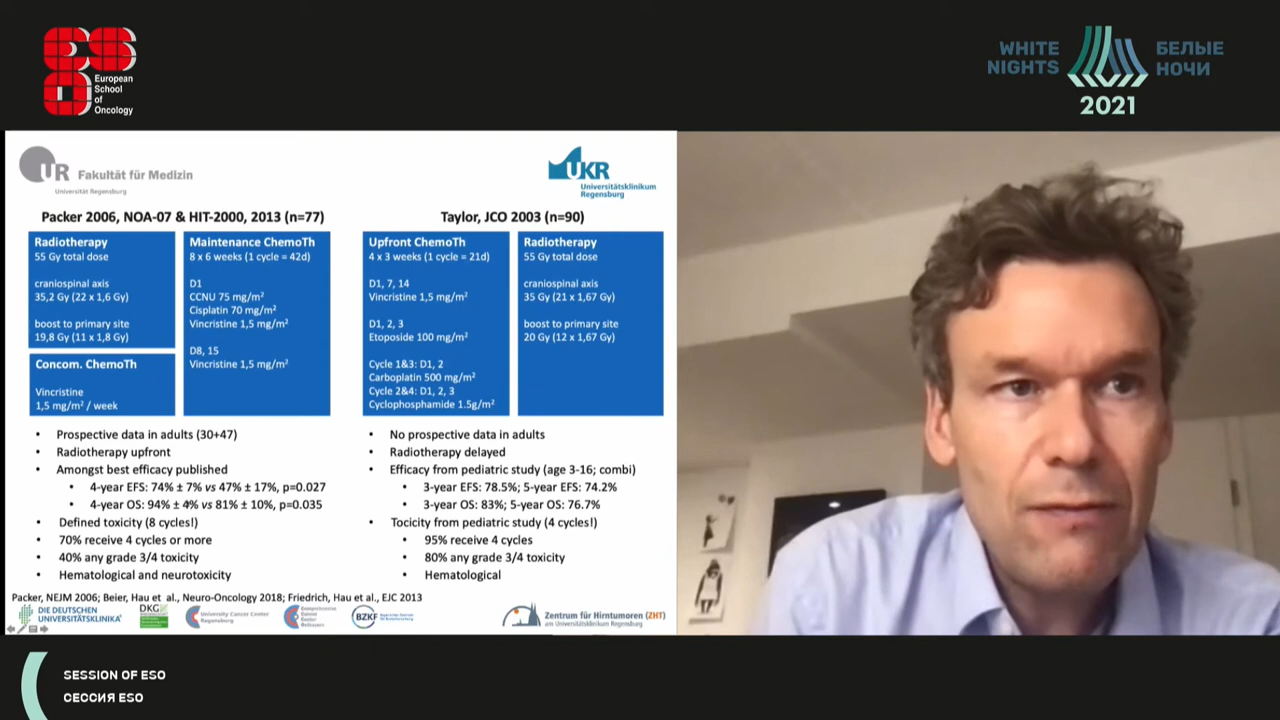 European
School
of
Oncology
WHITE
NIGHTS
БЕЛЫЕ
НОЧИ
2021
UR Fakultät für Medizin
Universität Regensburg
UKR
Universitätsklinikum
Regensburg
Packer 2006, NOA-07 & HIT-2000, 2013 (n=77)
Radiotherapy
55 Gy total dose
craniospinal axis
35,2 Gy (22 x 1,6 Gy)
boost to primary site
19,8 Gy (11 x 1,8 Gy)
Concom. ChemoTh
Vincristine
1,5 mg/m² / week
Maintenance ChemoTh
8 x 6 weeks (1 cycle = 42d)
D1
CCNU 75 mg/m²
Cisplatin 70 mg/m²
Vincristine 1,5 mg/m²
D8, 15
Vincristine 1,5 mg/m²
• Prospective data in adults (30+47)
• Radiotherapy upfront
• Amongst best efficacy published
• 4-year EFS: 74% ± 7% vs 47% ± 17%, p=0.027
• 4-year OS: 94% ± 4% vs 81% ± 10%, p=0.035
• Defined toxicity (8 cycles!)
• 70% receive 4 cycles or more
• 40% any grade 3/4 toxicity
• Hematological and neurotoxicity
Taylor, JCO 2003 (n=90)
Upfront ChemoTh
4 x 3 weeks (1 cycle = 21d)
D1, 7, 14
Vincristine 1,5 mg/m²
D1, 2, 3
Etoposide 100 mg/m²
Cycle 1&3: D1, 2
Carboplatin 500 mg/m²
Cycle 2&4: D1, 2, 3
Cyclophosphamide 1.5g/m²
Radiotherapy
55 Gy total dose
craniospinal axis
35 Gy (21 x 1,67 Gy)
boost to primary site
20 Gy (12 x 1,67 Gy)
• No prospective data in adults
• Radiotherapy delayed
• Efficacy from pediatric study (age 3-16; combi)
• 3-year EFS: 78.5%; 5-year EFS: 74.2%
• 3-year OS: 83%; 5-year OS: 76.7%
• Tocicity from pediatric study (4 cycles!)
• 95% receive 4 cycles
• 80% any grade 3/4 toxicity
• Hematological
Packer, NEJM 2006; Beier, Hau et al., Neuro-Oncology 2018; Friedrich, Hau et al., EJC 2013
DIE DEUTSCHEN
UNIVERSITÄTSKLINIKA
DKG
University Cancer Center
Regensburg
BZKF
Zentrum für Hirntumoren (ZHT)
am Universitätsklinikum Regensburg
SESSION OF ESO
СЕССИЯ ESO